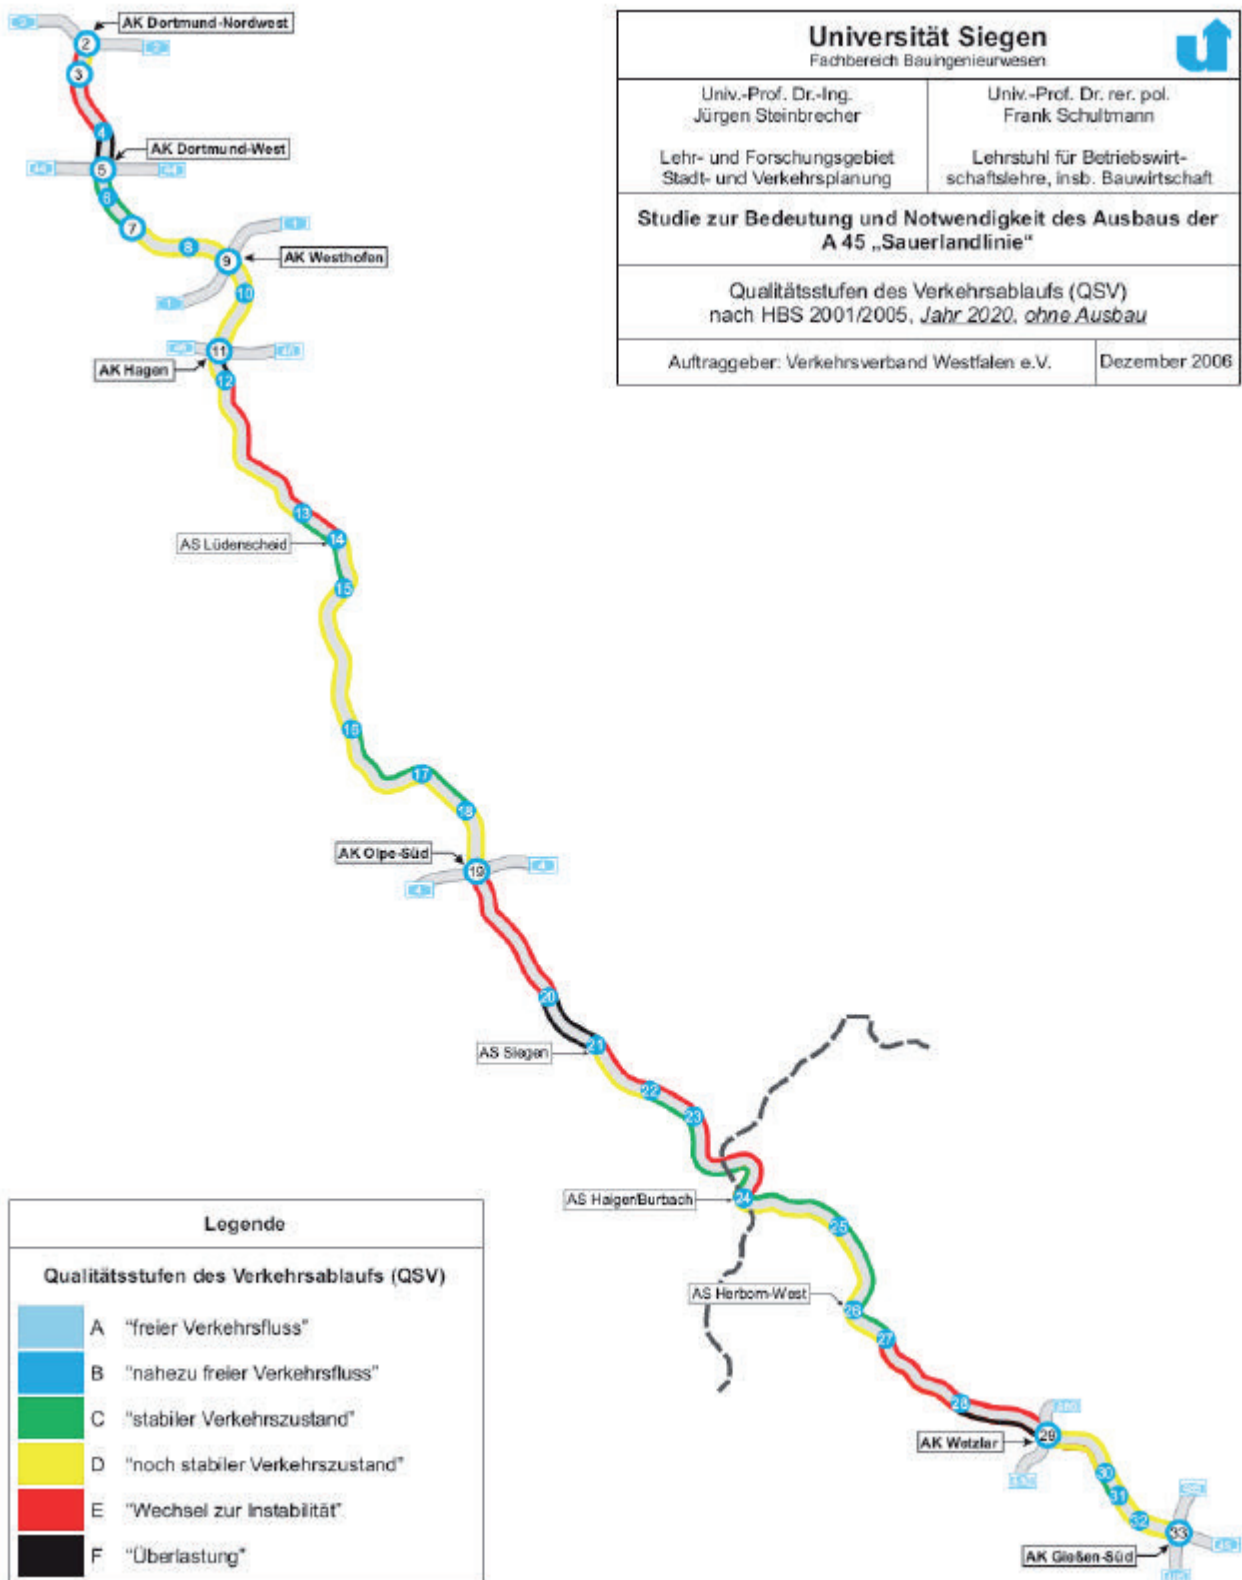 AK Dortmund-Nordwest
2
2
2
3
4
AK Dortmund-West
5
6
7
8
1
9
AK Westhofen
1
10
11
AK Hagen
12
13
AS Lüdenscheid
14
15
16
17
18
AK Olpe-Süd
4
19
4
20
AS Siegen
21
22
23
AS Haiger/Burbach
24
25
AS Herborn-West
26
27
28
AK Wetzlar
29
30
31
32
33
AK Gießen-Süd
Universität Siegen
Fachbereich Bauingenieurwesen
Univ.-Prof. Dr.-Ing.
Jürgen Steinbrecher
Lehr- und Forschungsgebiet
Stadt- und Verkehrsplanung
Univ.-Prof. Dr. rer. pol.
Frank Schultmann
Lehrstuhl für Betriebswirt-
schaftslehre, insb. Bauwirtschaft
Studie zur Bedeutung und Notwendigkeit des Ausbaus der
A 45 „Sauerlandlinie“
Qualitätsstufen des Verkehrsablaufs (QSV)
nach HBS 2001/2005, Jahr 2020, ohne Ausbau
Auftraggeber: Verkehrsverband Westfalen e.V.
Dezember 2006
Legende
Qualitätsstufen des Verkehrsablaufs (QSV)
A "freier Verkehrsfluss"
B "nahezu freier Verkehrsfluss"
C "stabiler Verkehrszustand"
D "noch stabiler Verkehrszustand"
E "Wechsel zur Instabilität"
F "Überlastung"